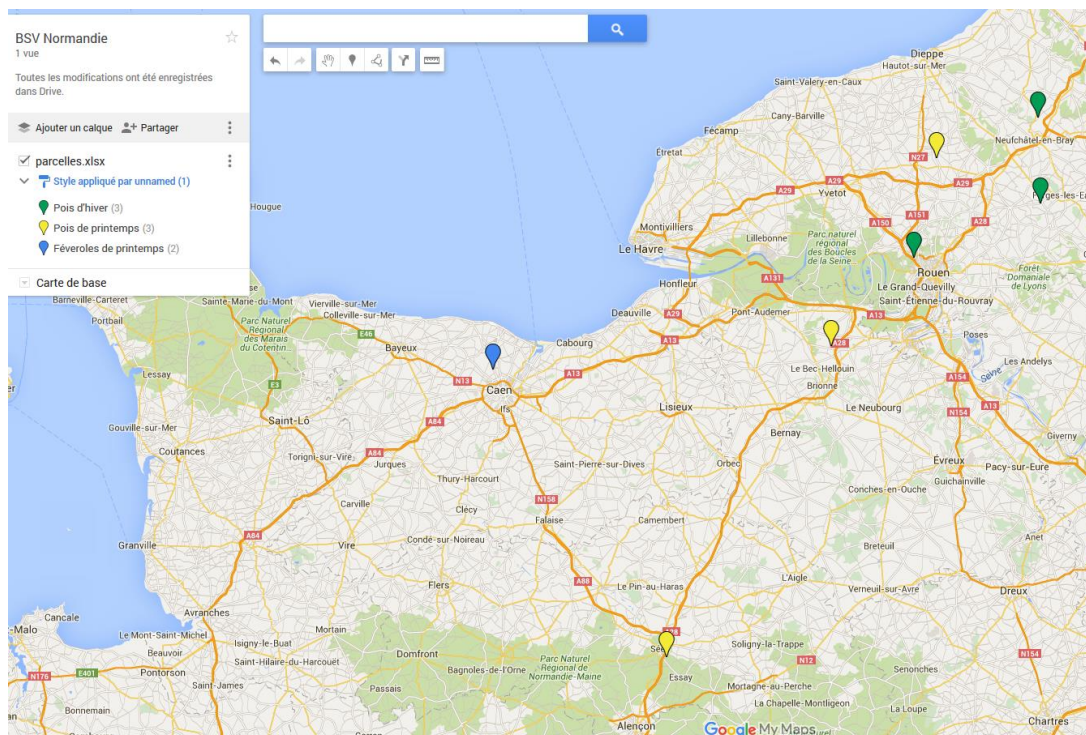 BSV Normandie
1 vue
Toutes les modifications ont été enregistrées
dans Drive.
Ajouter un calque
Partager
parcelles.xlsx
Style appliqué par unnamed (1)
Pois d'hiver (3)
Pois de printemps (3)
Féveroles de printemps (2)
Carte de base
Dieppe
Hautot-sur-Mer
Saint-Valery-en-Caux
Cany-Barville
Fécamp
Neufchâtel-en-Bray
Étretat
N27
A29
A29
A29
Yvetot
A151
A28
Hougue
Montivilliers
Lillebonne
A150
Le Havre
Parc naturel
régional
des Boucles
de la Seine
Rouen
A131
Honfleur
Le Grand-Quevilly
Forêt
Domaniale
de Lyons
Saint-Étienne-du-Rouvray
Barneville-Carteret
Sainte-Marie-du-Mont
Vierville-sur-Mer
Colleville-sur-Mer
Deauville
A29
Pont-Audemer
A13
Portbail
Parc Naturel
Régional
des Marais
du Cotentin
E46
Bayeux
Cabourg
A13
A28
Poses
Les Andelys
Lessay
N13
A13
Le Bec-Hellouin
Brionne
A154
E3
Caen
Ifs
Lisieux
Le Neubourg
N154
A13
Saint-Lô
A84
Gouville-sur-Mer
Bernay
Giverny
Coutances
Torigni-sur-Vire
A84
Jurques
Saint-Pierre-sur-Dives
Orbec
Évreux
Pacy-sur-Eure
Guichainville
Thury-Harcourt
Conches-en-Ouche
Carville
Clécy
N158
Falaise
Camembert
A84
Granville
Vire
Condé-sur-Noireau
Breteuil
Anet
Flers
A88
Le Pin-au-Haras
L'Aigle
Verneuil-sur-Avre
Dreux
Cancale
Avranches
-Malo
Le Mont-Saint-Michel
Mortain
Isigny-le-Buat
Beauvoir
Domfront
Soligny-la-Trappe
N154
Saint-Hilaire-du-Harcouët
Parc Naturel
Régional de
Normandie-Maine
N12
Pontorson
Bagnoles-de-l'Orne
Essay
Senonches
N176
E401
Saint-James
Passais
Mortagne-au-Perche
La Chapelle-Montligeon
La Loupe
Bonnemain
Alençon
Google My Maps
Chartres